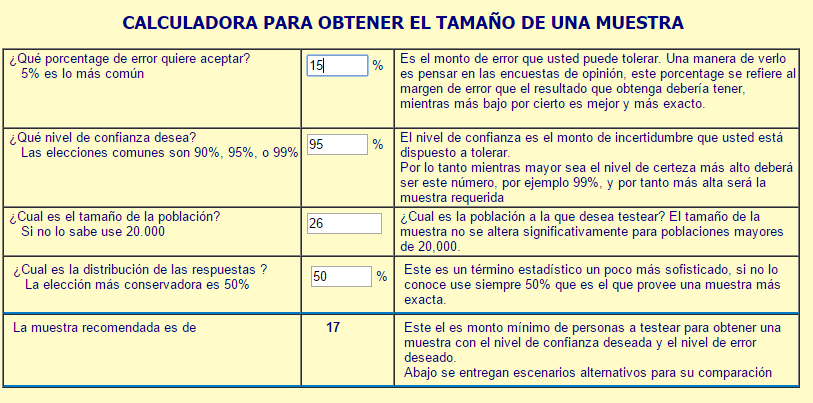 CALCULADORA PARA OBTENER EL TAMAÑO DE UNA MUESTRA
¿Qué porcentage de error quiere aceptar?
5% es lo más común
15 %
Es el monto de error que usted puede tolerar. Una manera de verlo
es pensar en las encuestas de opinión, este porcentage se refiere al
margen de error que el resultado que obtenga debería tener,
mientras más bajo por cierto es mejor y más exacto.
¿Qué nivel de confianza desea?
Las elecciones comunes son 90%, 95%, o 99%
95 %
El nivel de confianza es el monto de incertidumbre que usted está
dispuesto a tolerar.
Por lo tanto mientras mayor sea el nivel de certeza más alto deberá
ser este número, por ejemplo 99%, y por tanto más alta será la
muestra requerida
¿Cual es el tamaño de la población?
Si no lo sabe use 20.000
26
¿Cual es la población a la que desea testear? El tamaño de la
muestra no se altera significativamente para poblaciones mayores
de 20,000.
¿Cual es la distribución de las respuestas ?
La elección más conservadora es 50%
50 %
Este es un término estadístico un poco más sofisticado, si no lo
conoce use siempre 50% que es el que provee una muestra más
exacta.
La muestra recomendada es de
17
Este el es monto mínimo de personas a testear para obtener una
muestra con el nivel de confianza deseada y el nivel de error
deseado.
Abajo se entregan escenarios alternativos para su comparación